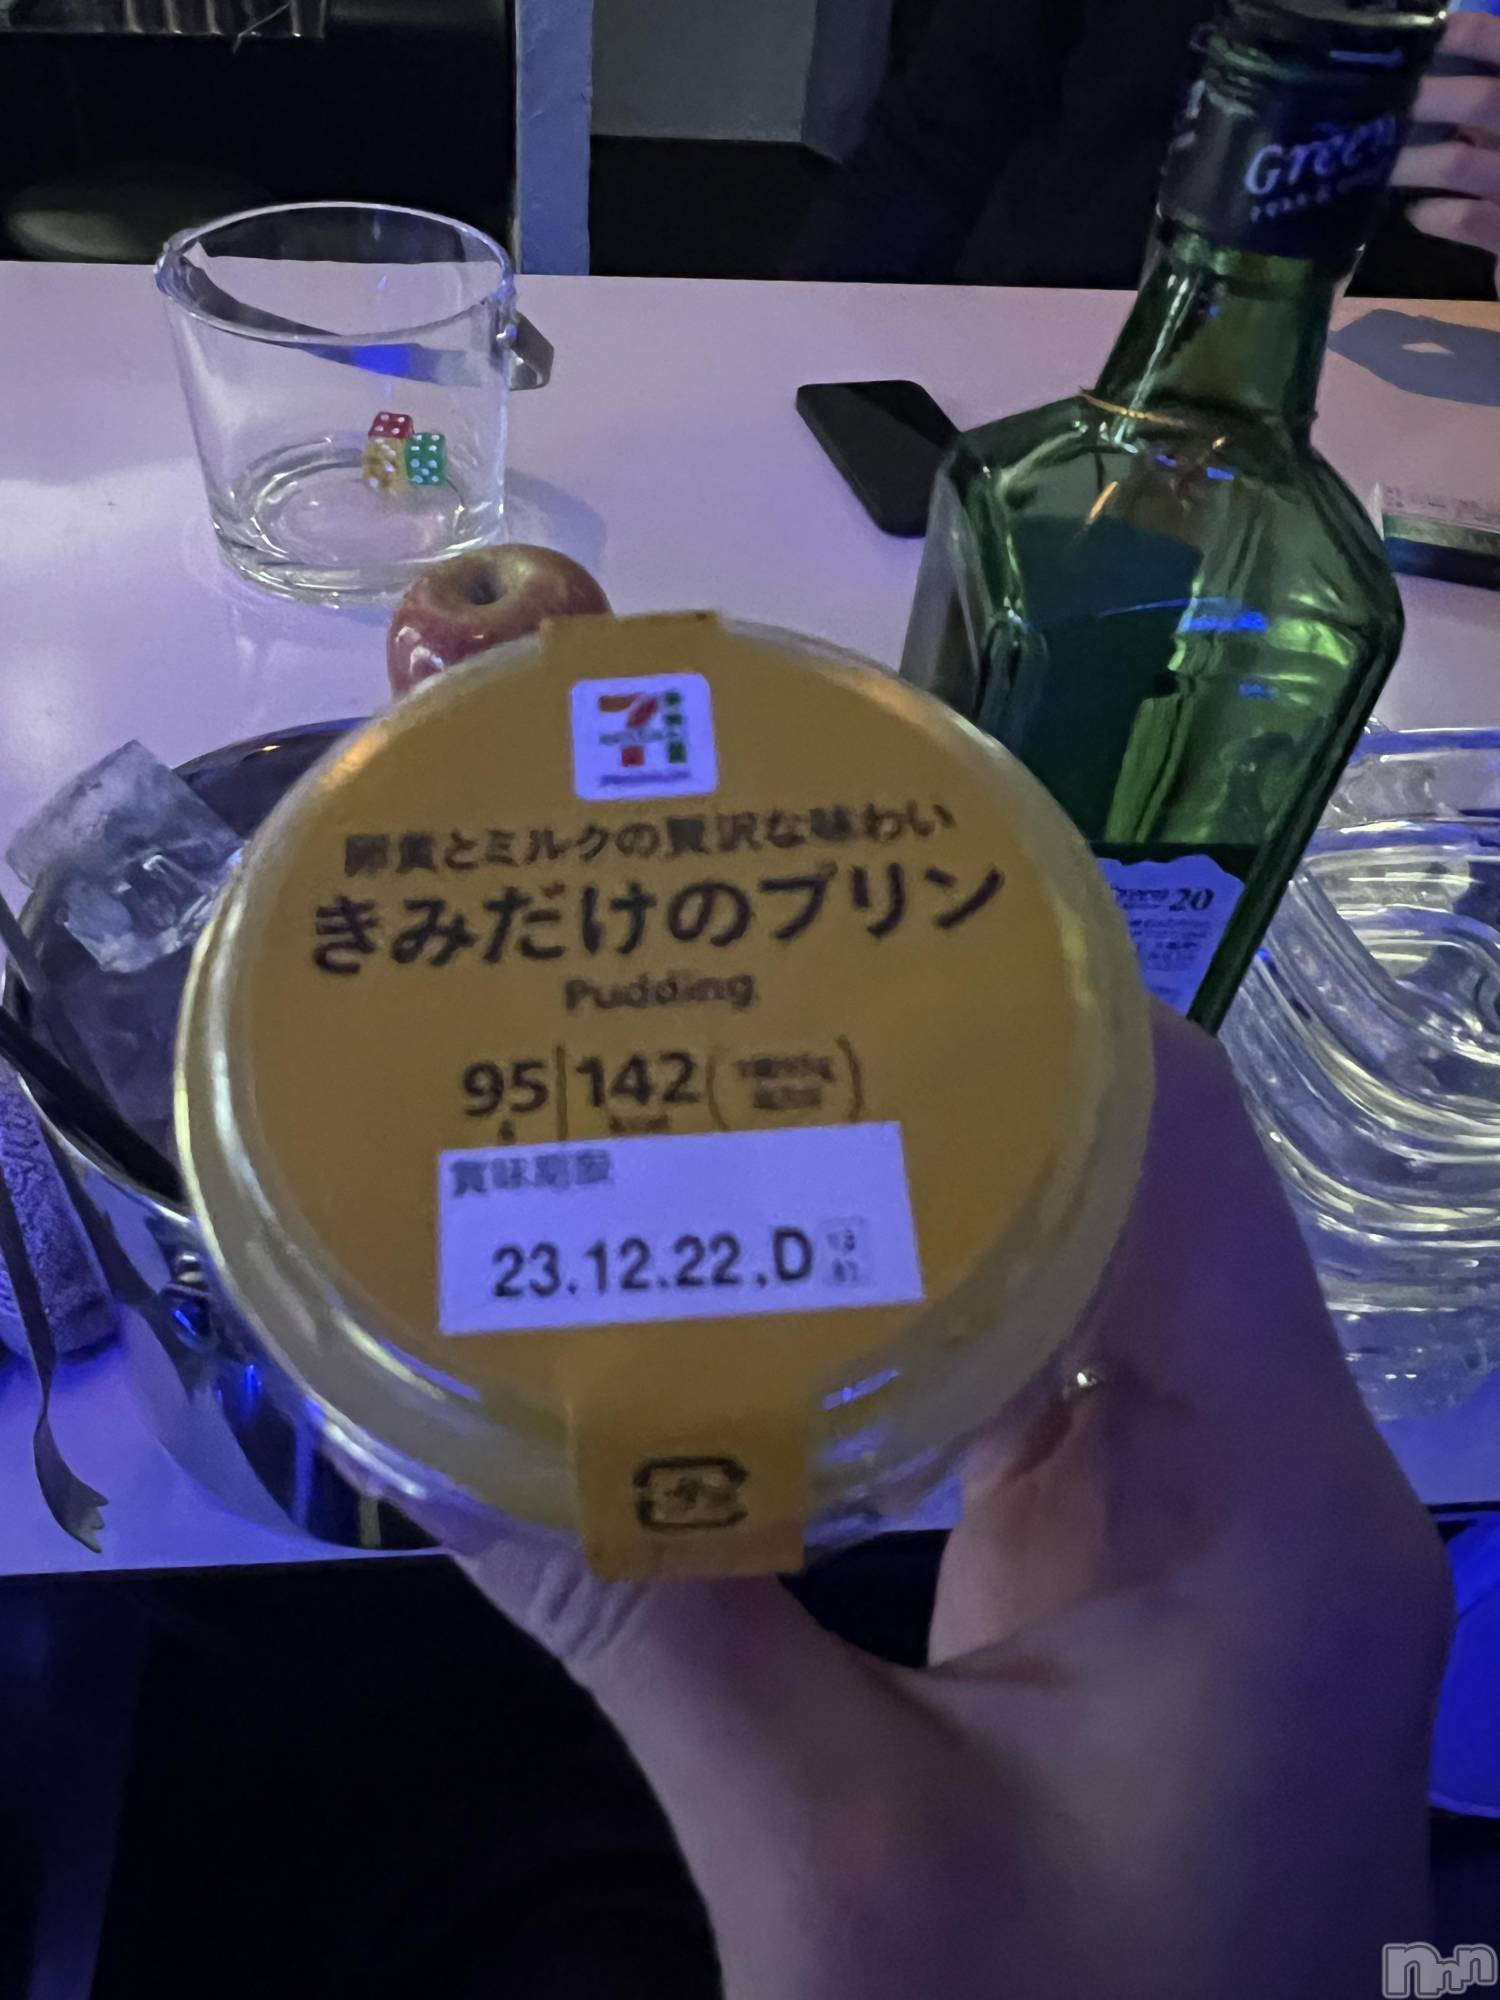 Green
卵黄とミルクの贅沢な味わい
きみだけのプリン
Pudding
95 142
賞味期限
23.12.22.D
20
nnn